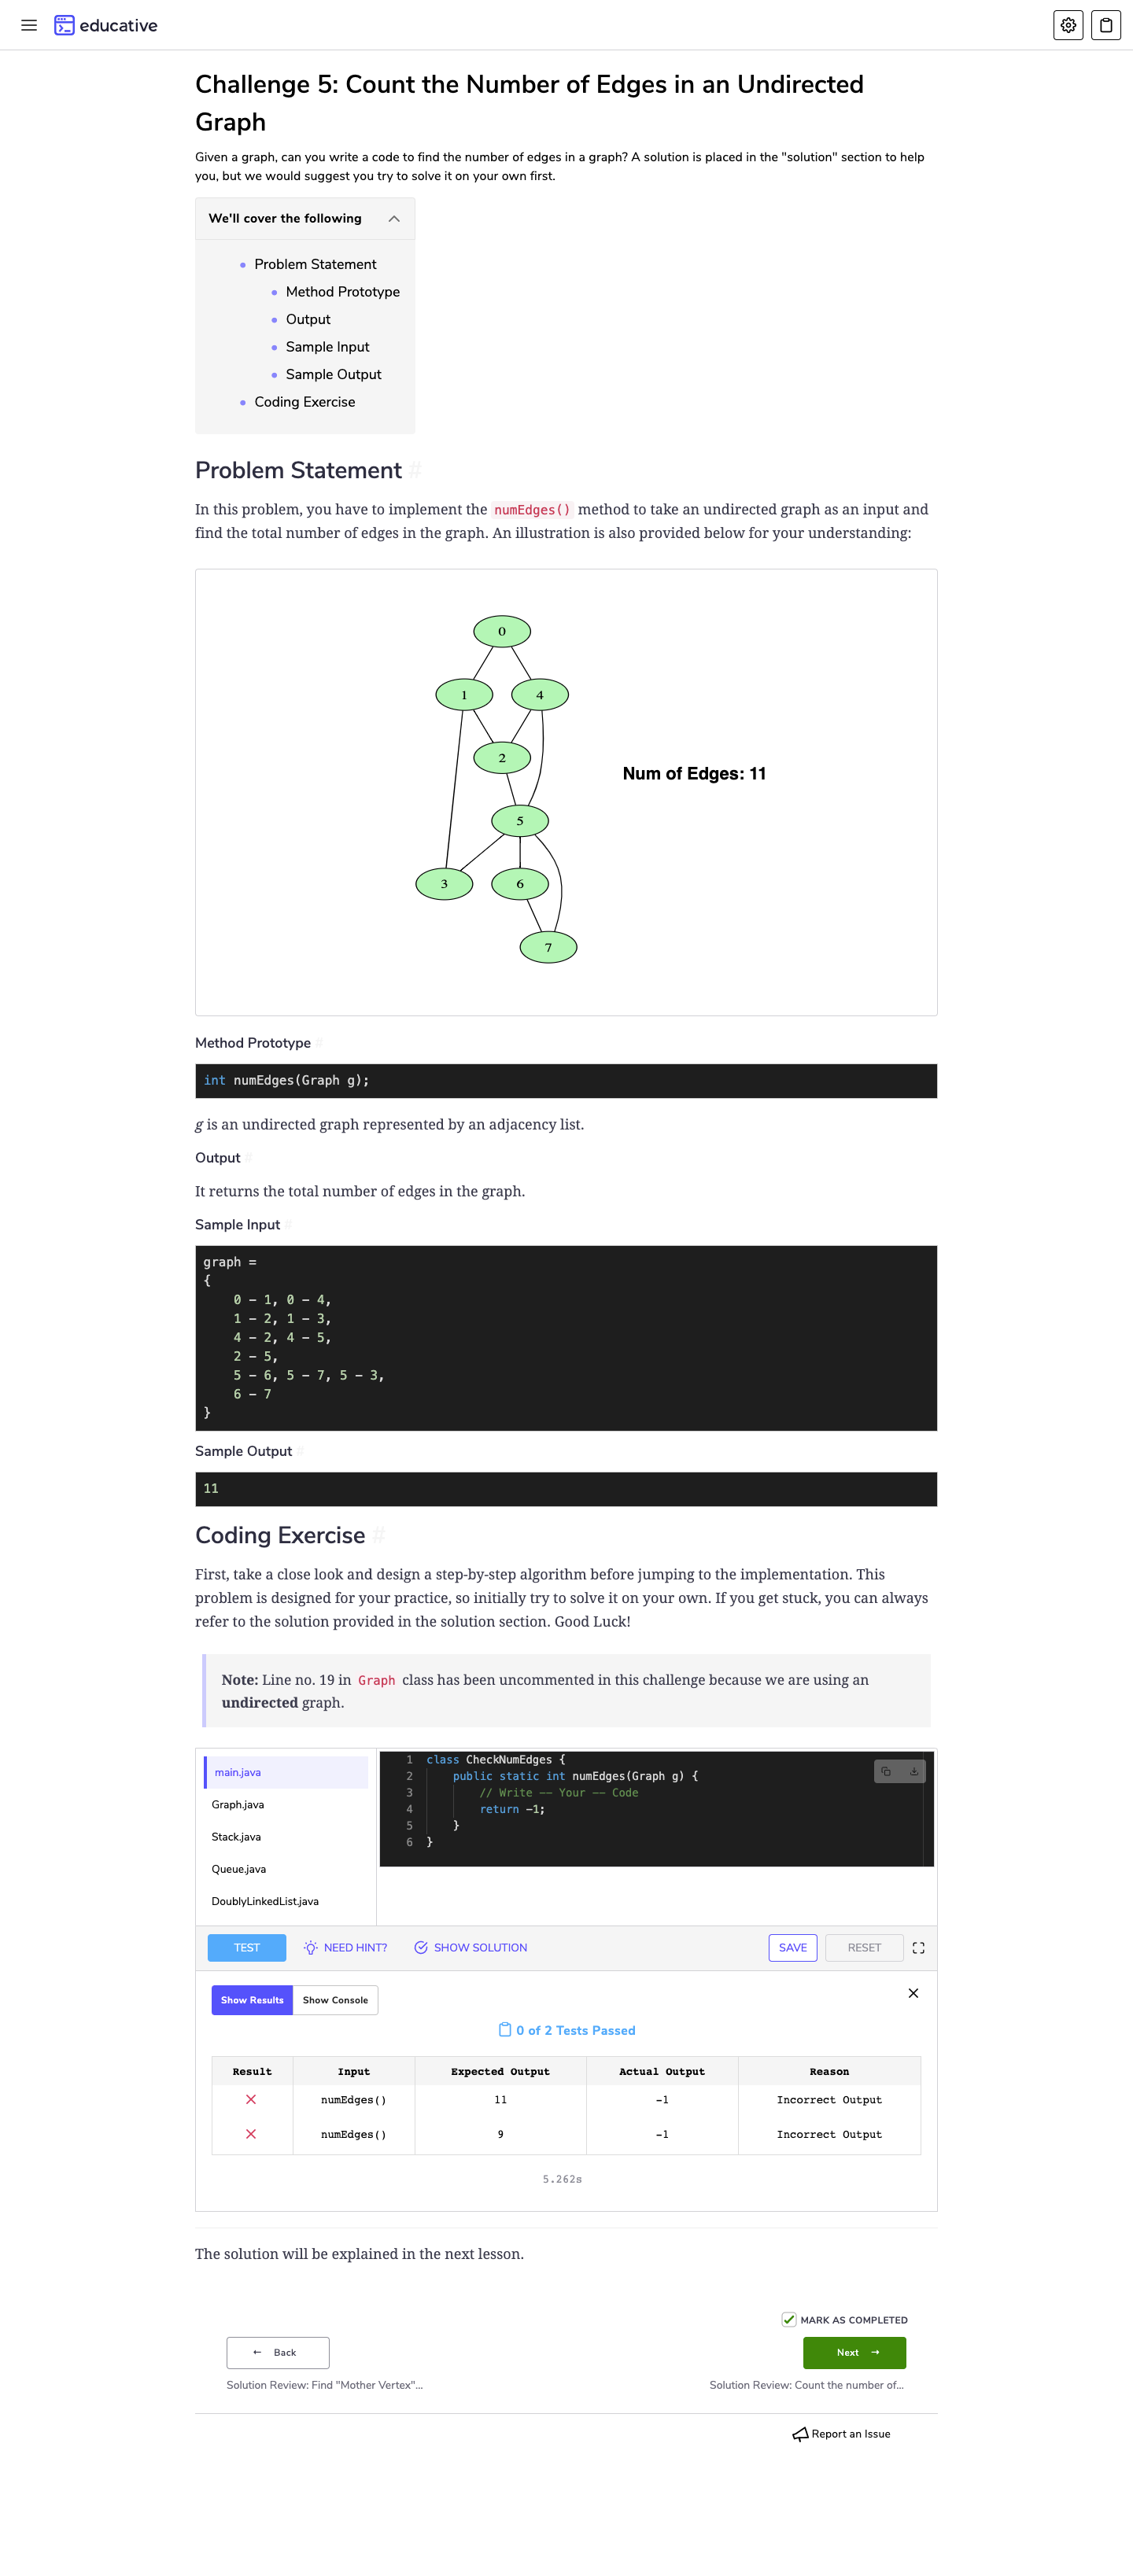 educative
Challenge 5: Count the Number of Edges in an Undirected
Graph
Given a graph, can you write a code to find the number of edges in a graph? A solution is placed in the "solution" section to help
you, but we would suggest you try to solve it on your own first.
We'll cover the following
Problem Statement
Method Prototype
Output
Sample Input
Sample Output
Coding Exercise
Problem Statement #
In this problem, you have to implement the numEdges() method to take an undirected graph as an input and
find the total number of edges in the graph. An illustration is also provided below for your understanding:
0
1 4
2
Num of Edges: 11
5
3 6
7
Method Prototype #
int numEdges(Graph g);
g is an undirected graph represented by an adjacency list.
Output #
It returns the total number of edges in the graph.
Sample Input #
graph =
{
0 - 1, 0 - 4,
1 - 2, 1 - 3,
4 - 2, 4 - 5,
2 - 5,
5 - 6, 5 - 7, 5 - 3,
6 - 7
}
Sample Output #
11
Coding Exercise #
First, take a close look and design a step-by-step algorithm before jumping to the implementation. This
problem is designed for your practice, so initially try to solve it on your own. If you get stuck, you can always
refer to the solution provided in the solution section. Good Luck!
Note: Line no. 19 in Graph class has been uncommented in this challenge because we are using an
undirected graph.
main.java
Graph.java
Stack.java
Queue.java
DoublyLinkedList.java
1 class CheckNumEdges {
2 public static int numEdges(Graph g) {
3 // Write -- Your -- Code
4 return -1;
5 }
6 }
TEST NEED HINT? SHOW SOLUTION SAVE RESET
Show Results Show Console
0 of 2 Tests Passed
Result Input Expected Output Actual Output Reason
numEdges() 11 -1 Incorrect Output
numEdges() 9 -1 Incorrect Output
5.262s
The solution will be explained in the next lesson.
MARK AS COMPLETED
← Back
Next →
Solution Review: Find "Mother Vertex"...
Solution Review: Count the number of...
Report an Issue